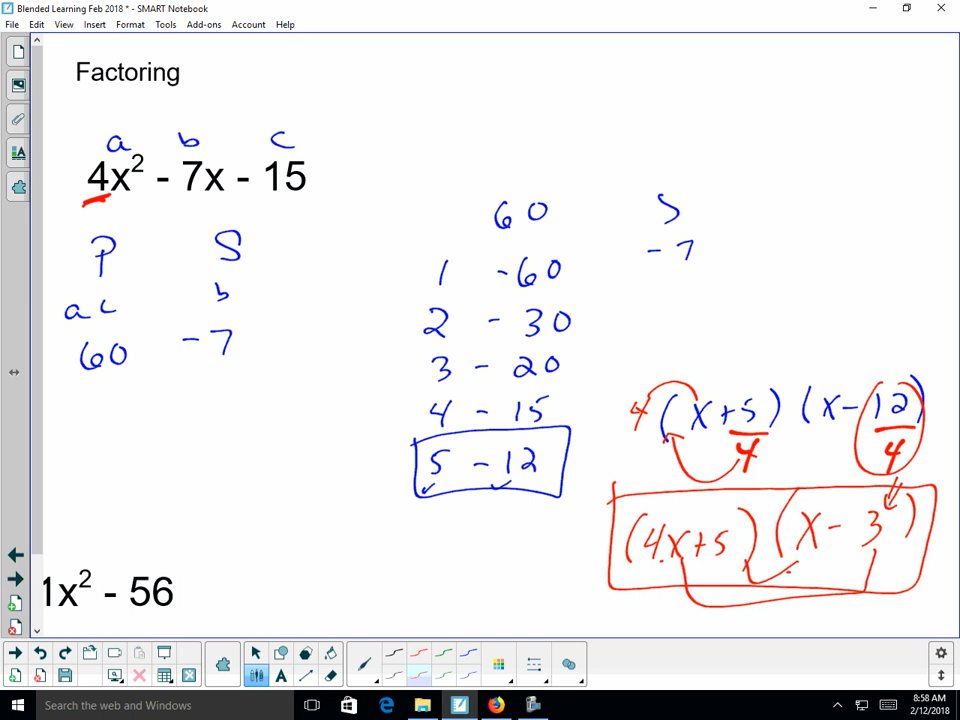 Blended Learning Feb 2018 * - SMART Notebook
File Edit View Insert Format Tools Add-ons Account Help
Factoring
a b c
4x² - 7x - 15
P S
ac b
60 -7
60 S
-7
1 -60
2 - 30
3 - 20
4 - 15
5 - 12
4 (x+5/4) (x-12/4)
(4x+5) (x-3)
1x² - 56
A
Search the web and Windows
8:58 AM
2/12/2018